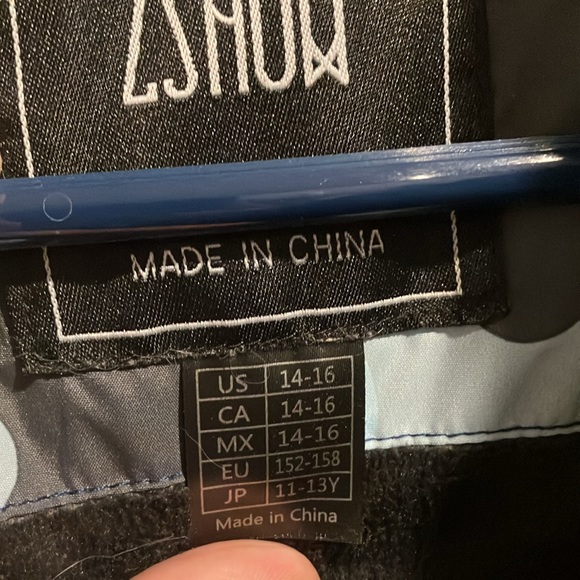 ZSHOW
MADE IN CHINA
US 14-16
CA 14-16
MX 14-16
EU 152-158
JP 11-13Y
Made in China